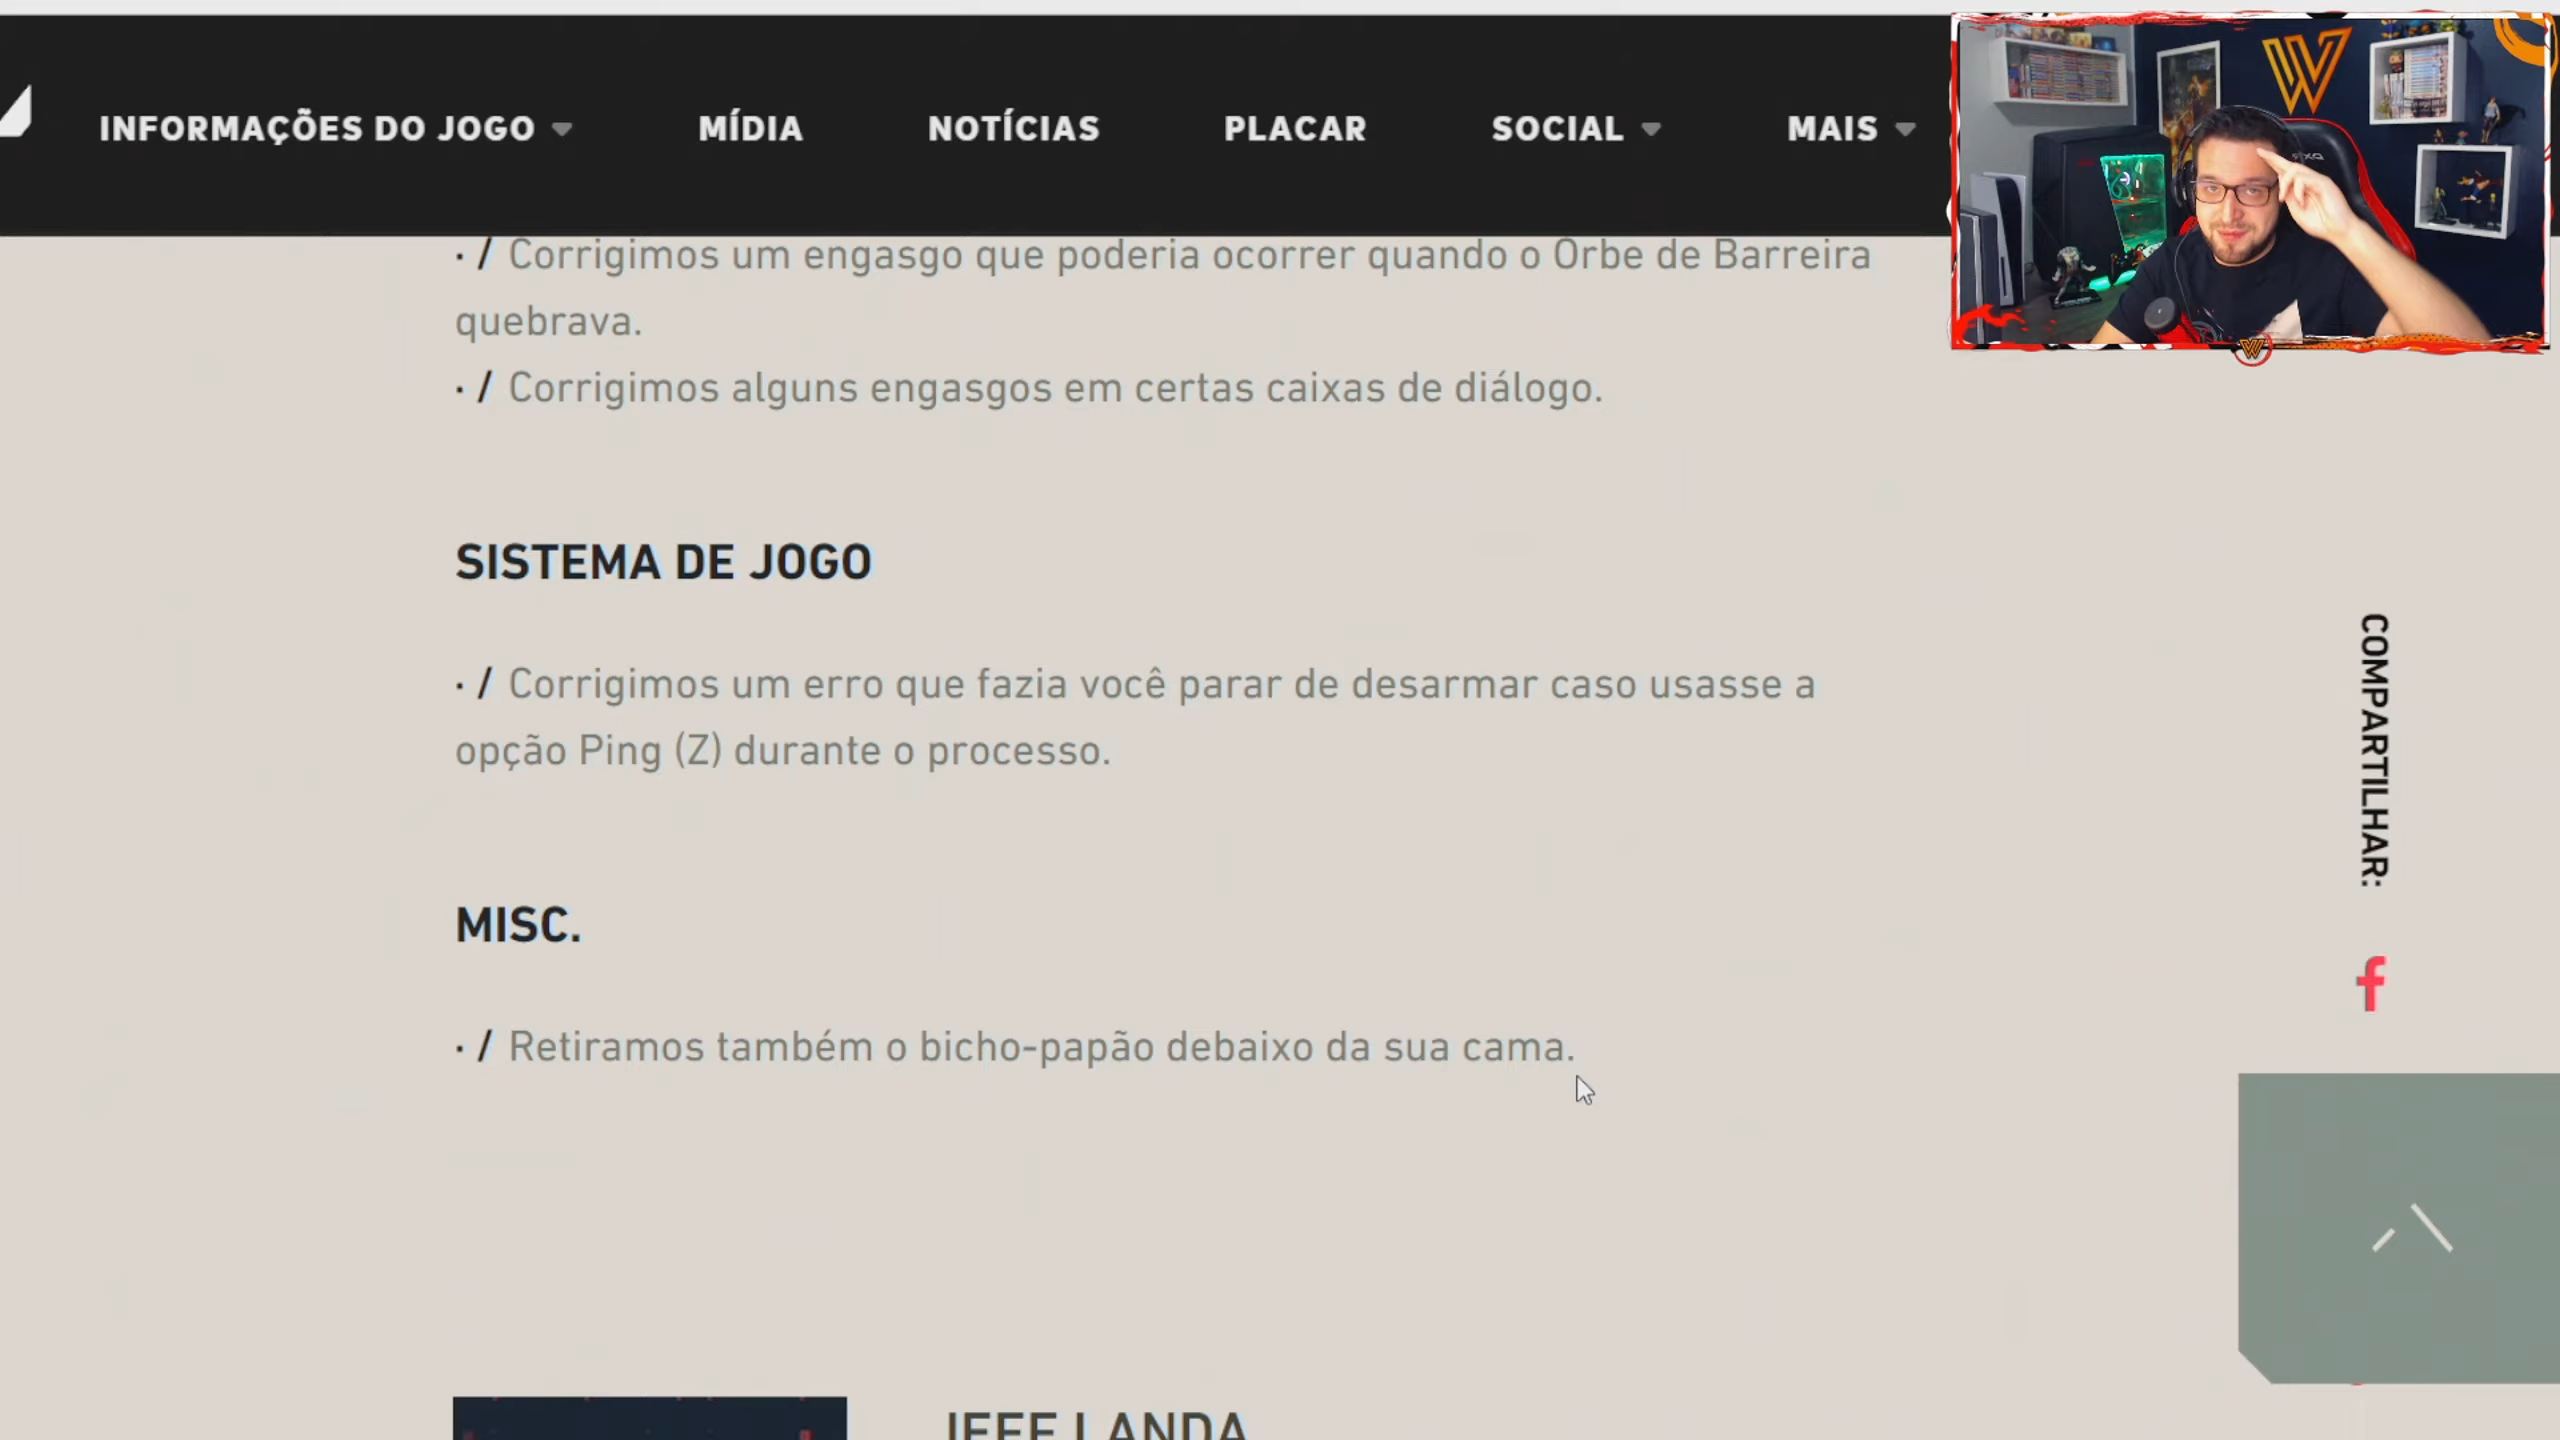 INFORMAÇÕES DO JOGO
MÍDIA
NOTÍCIAS
PLACAR
SOCIAL
MAIS
· / Corrigimos um engasgo que poderia ocorrer quando o Orbe de Barreira
quebrava.
· / Corrigimos alguns engasgos em certas caixas de diálogo.
SISTEMA DE JOGO
· / Corrigimos um erro que fazia você parar de desarmar caso usasse a
opção Ping (Z) durante o processo.
MISC.
· / Retiramos também o bicho-papão debaixo da sua cama.
COMPARTILHAR:
JEFF LANDA